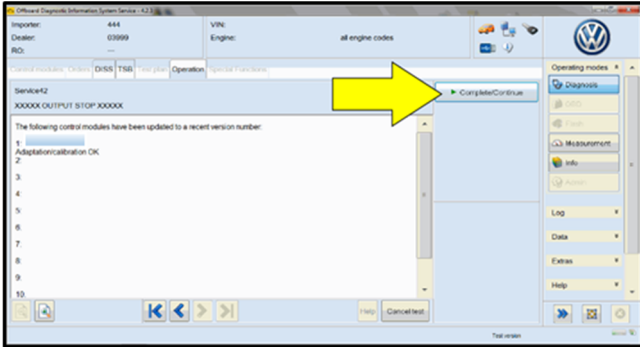 Offboard Diagnostic Information System Service - 4.2.3
Importer: 444 VIN:
Dealer: 03999 Engine: all engine codes
RO: ---
Control modules Orders DISS TSB Test plan Operation Special Functions
Operating modes
Service42
XXXXX OUTPUT STOP XXXXX
Complete/Continue
The following control modules have been updated to a recent version number:
1:
Adaptation/calibration OK
2:
3:
4:
5:
6:
7.
8:
9:
10:
Diagnosis
OBD
Flash
Measurement
Info
Admin
Log
Data
Extras
Help
Help
Cancel test
Test version